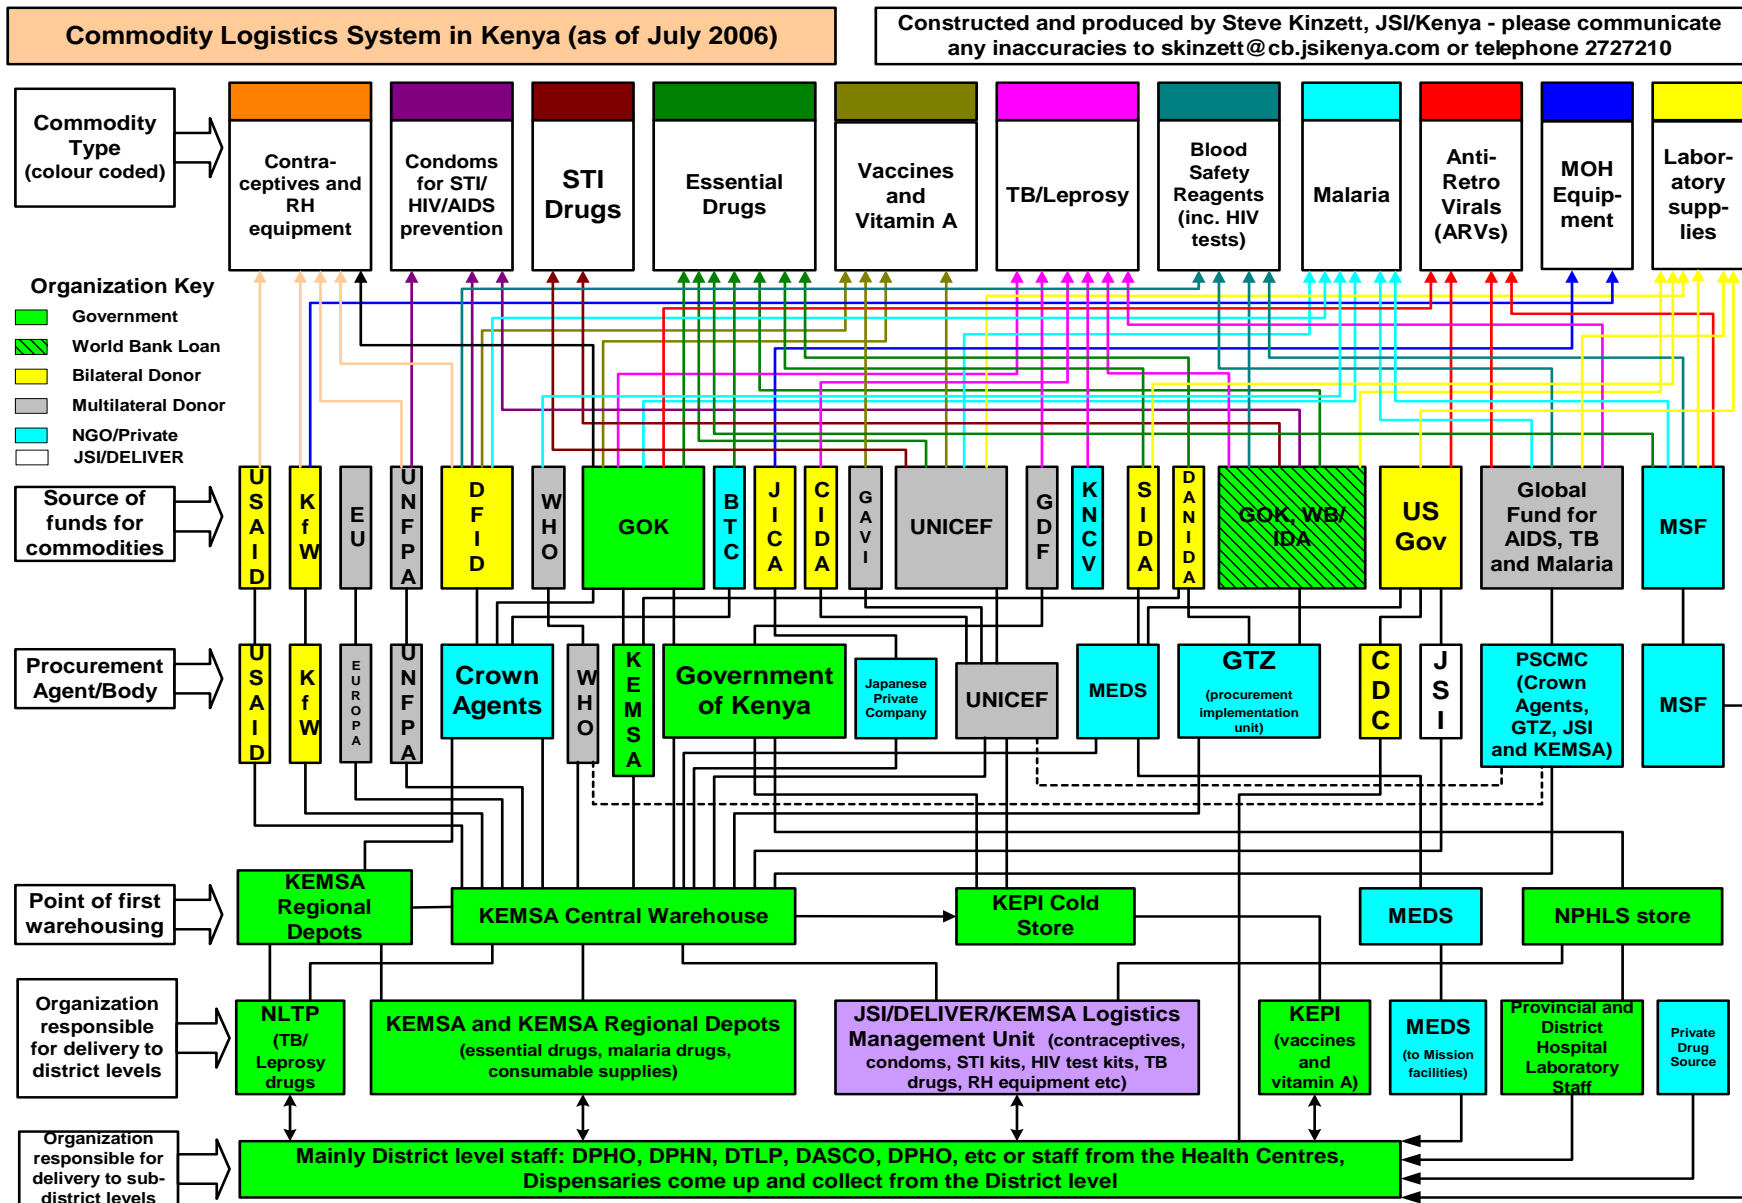 Commodity Logistics System in Kenya (as of July 2006)
Constructed and produced by Steve Kinzett, JSI/Kenya - please communicate
any inaccuracies to skinzett@cb.jsikenya.com or telephone 2727210
Commodity
Type
(colour coded)
Contra-
ceptives and
RH
equipment
Condoms
for STI/
HIV/AIDS
prevention
STI
Drugs
Essential
Drugs
Vaccines
and
Vitamin A
TB/Leprosy
Blood
Safety
Reagents
(inc. HIV
tests)
Malaria
Anti-
Retro
Virals
(ARVs)
MOH
Equip-
ment
Labor-
atory
supp-
lies
Organization Key
Government
World Bank Loan
Bilateral Donor
Multilateral Donor
NGO/Private
JSI/DELIVER
Source of
funds for
commodities
USAID
KfW
EU
UNFPA
DFID
WHO
GOK
BTC
JICA
CIDA
GAVI
UNICEF
GDF
KNCV
SIDA
DANIDA
GOK, WB/
IDA
US
Gov
Global
Fund for
AIDS, TB
and Malaria
MSF
Procurement
Agent/Body
USAID
KfW
EUROPA
UNFPA
Crown
Agents
WHO
KEMSA
Government
of Kenya
Japanese
Private
Company
UNICEF
MEDS
GTZ
(procurement
implementation
unit)
CDC
JSI
PSCMC
(Crown
Agents,
GTZ, JSI
and KEMSA)
MSF
Point of first
warehousing
KEMSA
Regional
Depots
KEMSA Central Warehouse
KEPI Cold
Store
MEDS
NPHLS store
Organization
responsible
for delivery to
district levels
NLTP
(TB/
Leprosy
drugs
KEMSA and KEMSA Regional Depots
(essential drugs, malaria drugs,
consumable supplies)
JSI/DELIVER/KEMSA Logistics
Management Unit (contraceptives,
condoms, STI kits, HIV test kits, TB
drugs, RH equipment etc)
KEPI
(vaccines
and
vitamin A)
MEDS
(to Mission
facilities)
Provincial and
District
Hospital
Laboratory
Staff
Private
Drug
Source
Organization
responsible for
delivery to sub-
district levels
Mainly District level staff: DPHO, DPHN, DTLP, DASCO, DPHO, etc or staff from the Health Centres,
Dispensaries come up and collect from the District level